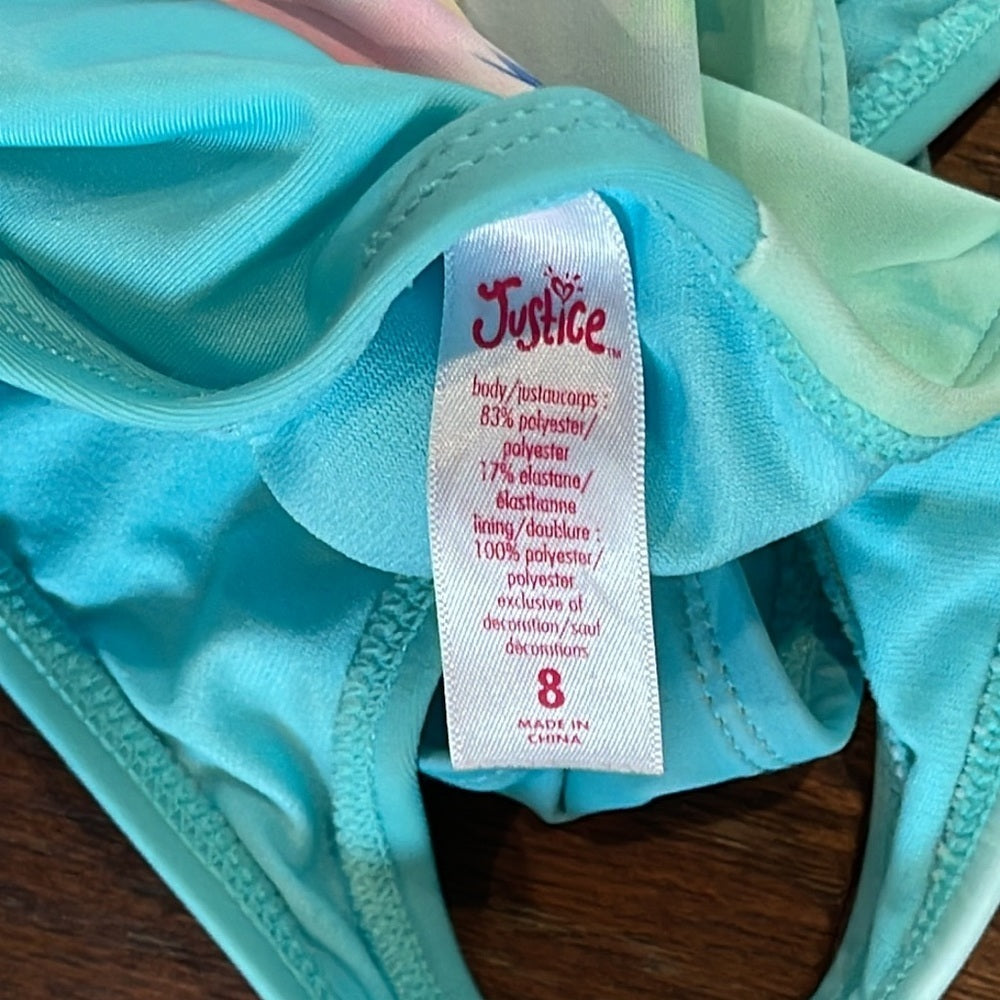 Justice™
body/justaucorps :
83% polyester/
polyester
17% elastane/
élasthanne
lining/doublure :
100% polyester/
polyester
exclusive of
decoration/sauf
décorations
8
MADE IN
CHINA